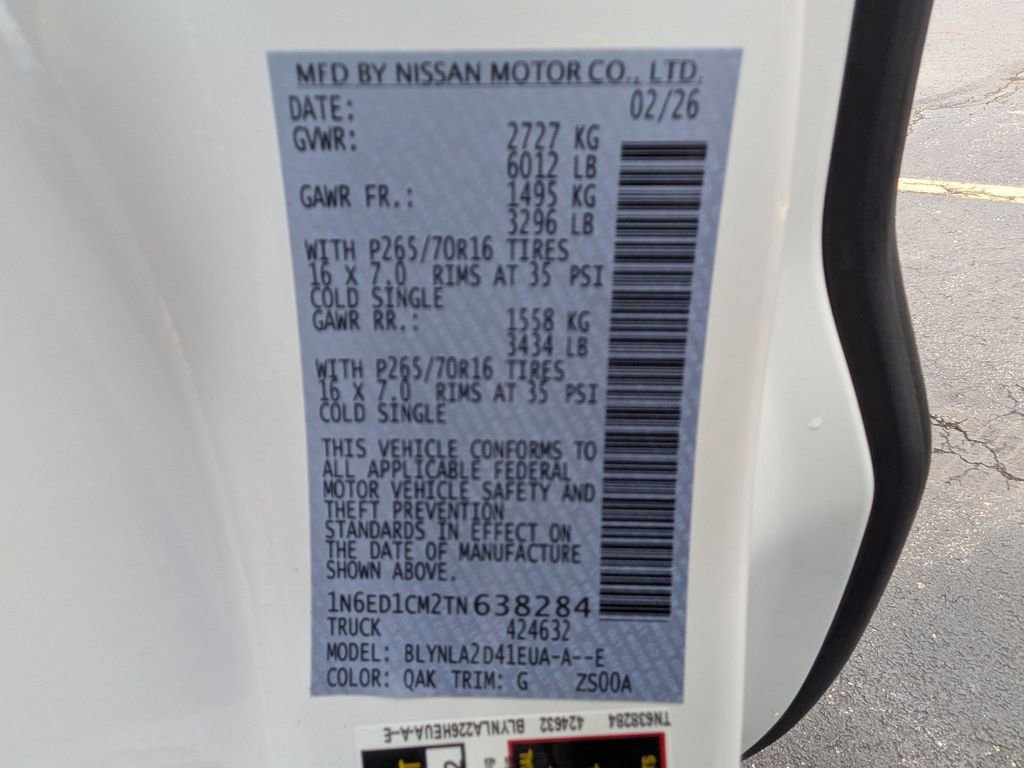 MFD BY NISSAN MOTOR CO., LTD.
DATE: 02/26
GVWR: 2727 KG
6012 LB
GAWR FR.: 1495 KG
3296 LB
WITH P265/70R16 TIRES
16 X 7.0 RIMS AT 35 PSI
COLD SINGLE
GAWR RR.: 1558 KG
3434 LB
WITH P265/70R16 TIRES
16 X 7.0 RIMS AT 35 PSI
COLD SINGLE
THIS VEHICLE CONFORMS TO
ALL APPLICABLE FEDERAL
MOTOR VEHICLE SAFETY AND
THEFT PREVENTION
STANDARDS IN EFFECT ON
THE DATE OF MANUFACTURE
SHOWN ABOVE.
1N6ED1CM2TN638284
TRUCK 424632
MODEL: BLYNLA2D41EUA-A--E
COLOR: QAK TRIM: G ZS00A
TN638284 424632 BLYNLA226HEUA-A--E